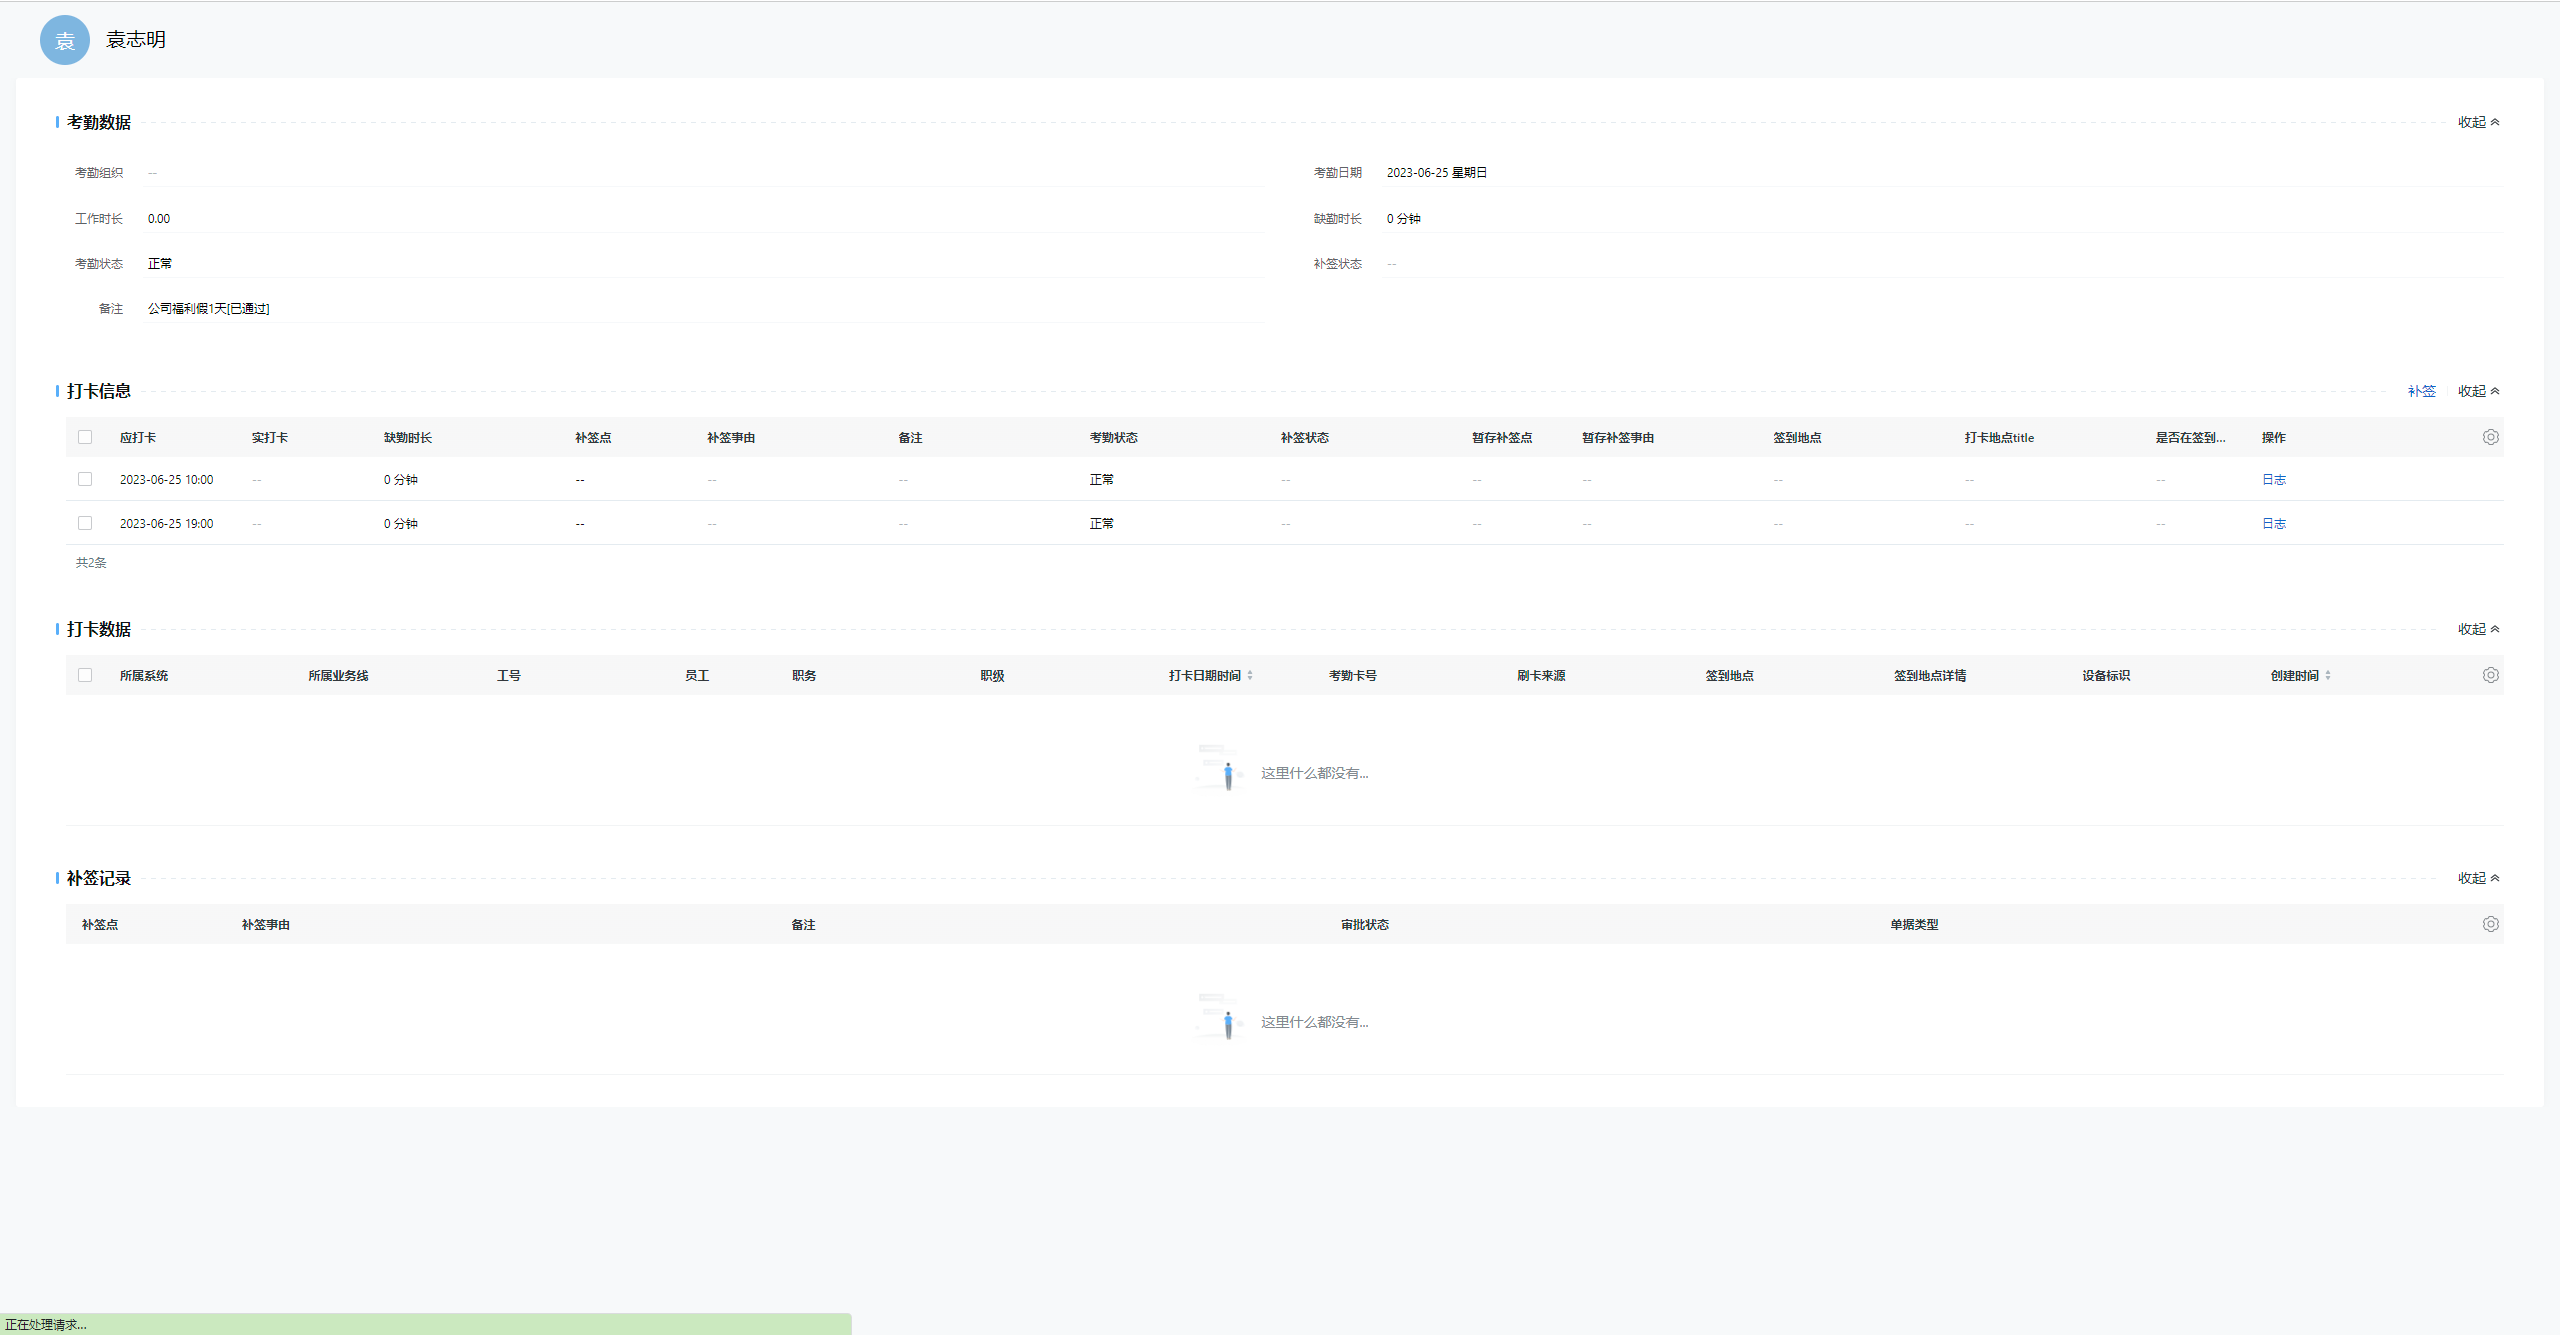 袁 袁志明
考勤数据 收起
考勤组织 -- 考勤日期 2023-06-25 星期日
工作时长 0.00 缺勤时长 0 分钟
考勤状态 正常 补签状态 --
备注 公司福利假1天[已通过]
打卡信息 补签 收起
应打卡 实打卡 缺勤时长 补签点 补签事由 备注 考勤状态 补签状态 暂存补签点 暂存补签事由 签到地点 打卡地点title 是否在签到... 操作
2023-06-25 10:00 -- 0 分钟 -- -- -- 正常 -- -- -- -- -- -- 日志
2023-06-25 19:00 -- 0 分钟 -- -- -- 正常 -- -- -- -- -- -- 日志
共2条
打卡数据 收起
所属系统 所属业务线 工号 员工 职务 职级 打卡日期时间 考勤卡号 刷卡来源 签到地点 签到地点详情 设备标识 创建时间
这里什么都没有...
补签记录 收起
补签点 补签事由 备注 审批状态 单据类型
这里什么都没有...
正在处理请求...